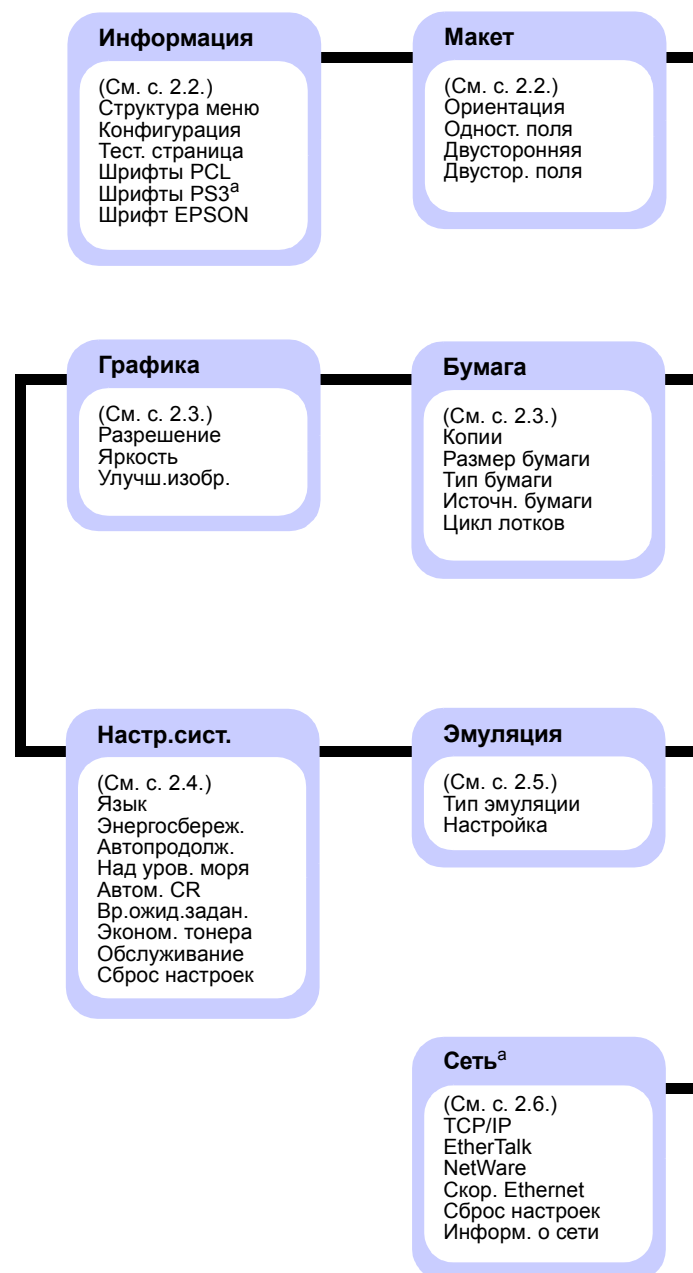 Информация
(См. с. 2.2.)
Структура меню
Конфигурация
Тест. страница
Шрифты PCL
Шрифты PS3a
Шрифт EPSON
Макет
(См. с. 2.2.)
Ориентация
Одност. поля
Двусторонняя
Двустор. поля
Графика
(См. с. 2.3.)
Разрешение
Яркость
Улучш.изобр.
Бумага
(См. с. 2.3.)
Копии
Размер бумаги
Тип бумаги
Источн. бумаги
Цикл лотков
Настр.сист.
(См. с. 2.4.)
Язык
Энергосбереж.
Автопродолж.
Над уров. моря
Автом. CR
Вр.ожид.задан.
Эконом. тонера
Обслуживание
Сброс настроек
Эмуляция
(См. с. 2.5.)
Тип эмуляции
Настройка
Сетьa
(См. с. 2.6.)
TCP/IP
EtherTalk
NetWare
Скор. Ethernet
Сброс настроек
Информ. о сети